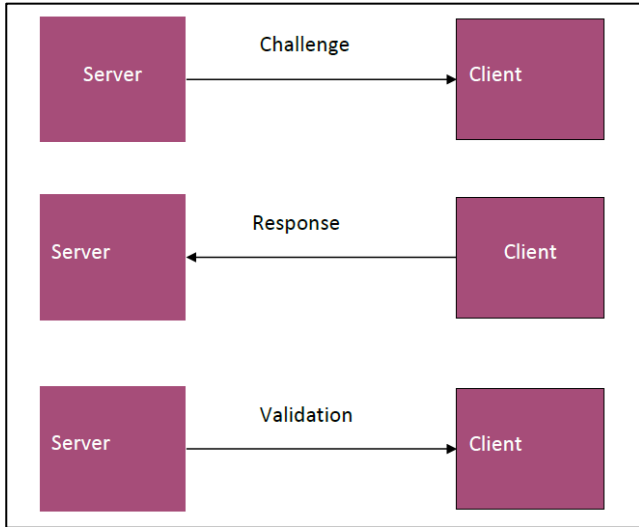 Challenge
Server
Client
Response
Server
Client
Validation
Server
Client